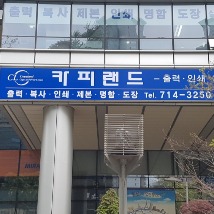 출력 복사 제본 인쇄 명함 도장
카피랜드 - 출력·인쇄
출력·복사·인쇄·제본·명함·도장 Tel. 714-3250